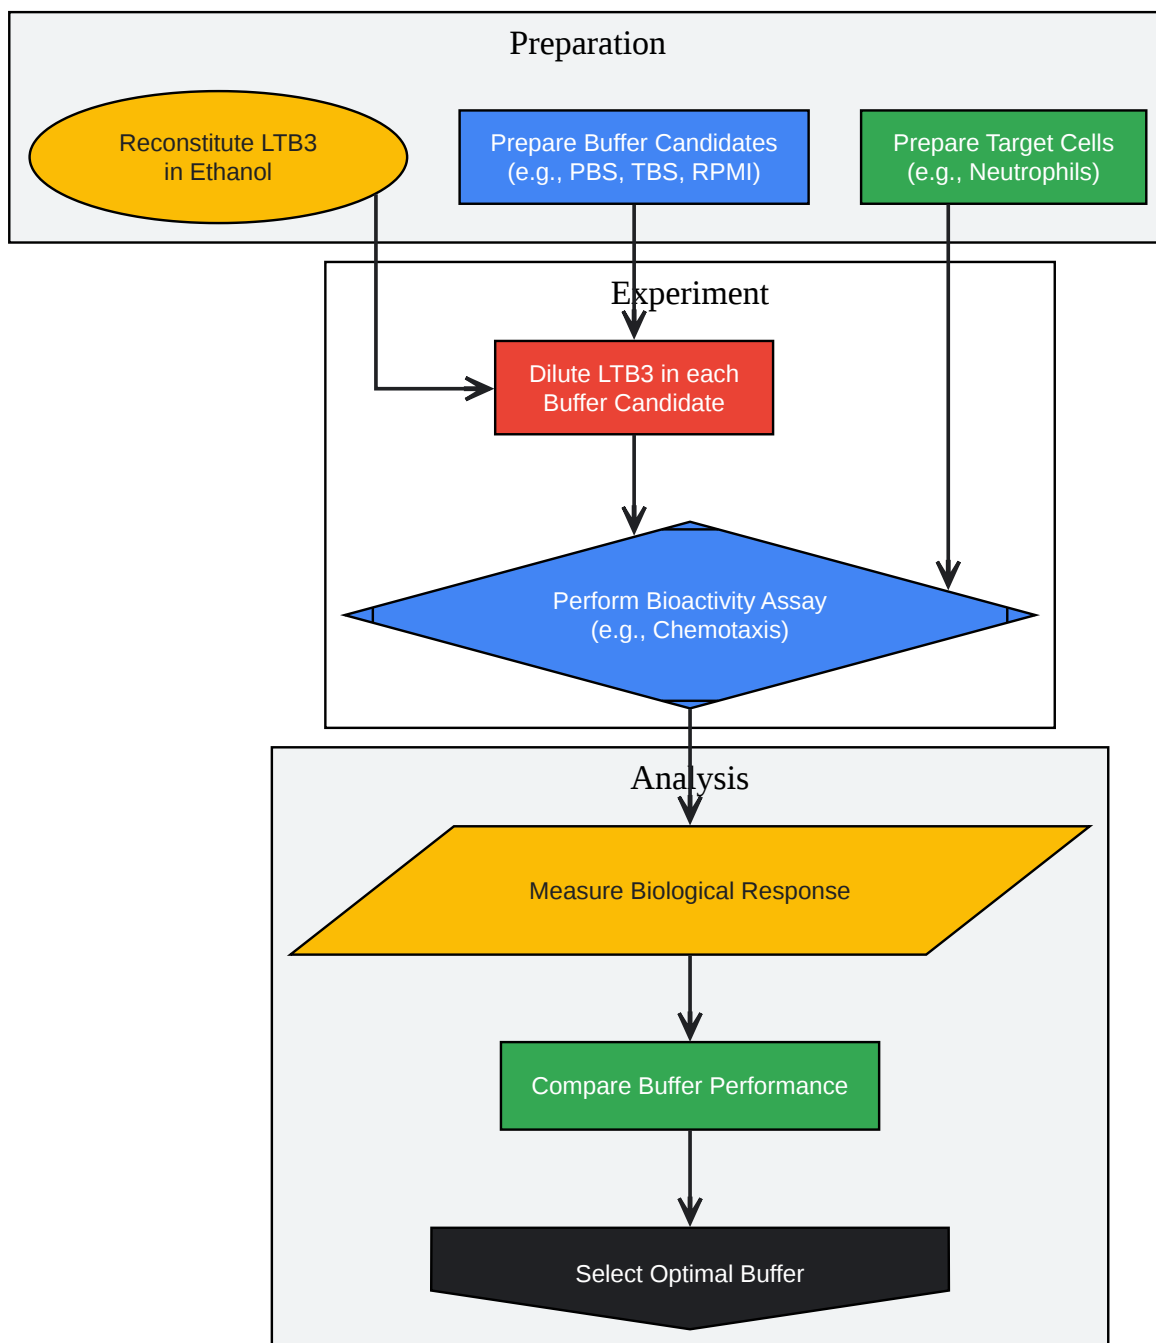 Preparation
Reconstitute LTB3
in Ethanol
Prepare Buffer Candidates
(e.g., PBS, TBS, RPMI)
Prepare Target Cells
(e.g., Neutrophils)
Experiment
Dilute LTB3 in each
Buffer Candidate
Perform Bioactivity Assay
(e.g., Chemotaxis)
Analysis
Measure Biological Response
Compare Buffer Performance
Select Optimal Buffer